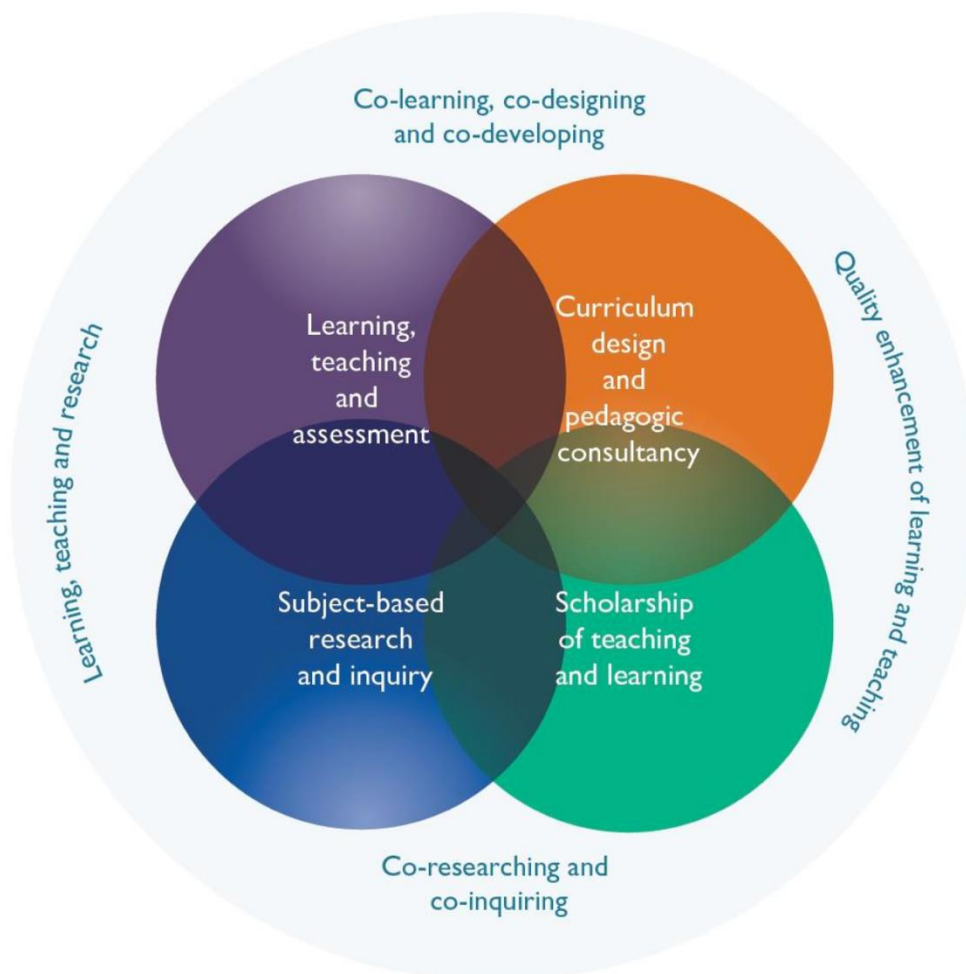 Co-learning, co-designing
and co-developing
Learning, teaching and research
Learning,
teaching
and
assessment
Curriculum
design
and
pedagogic
consultancy
Quality enhancement of learning and teaching
Subject-based
research
and inquiry
Scholarship
of teaching
and learning
Co-researching and
co-inquiring